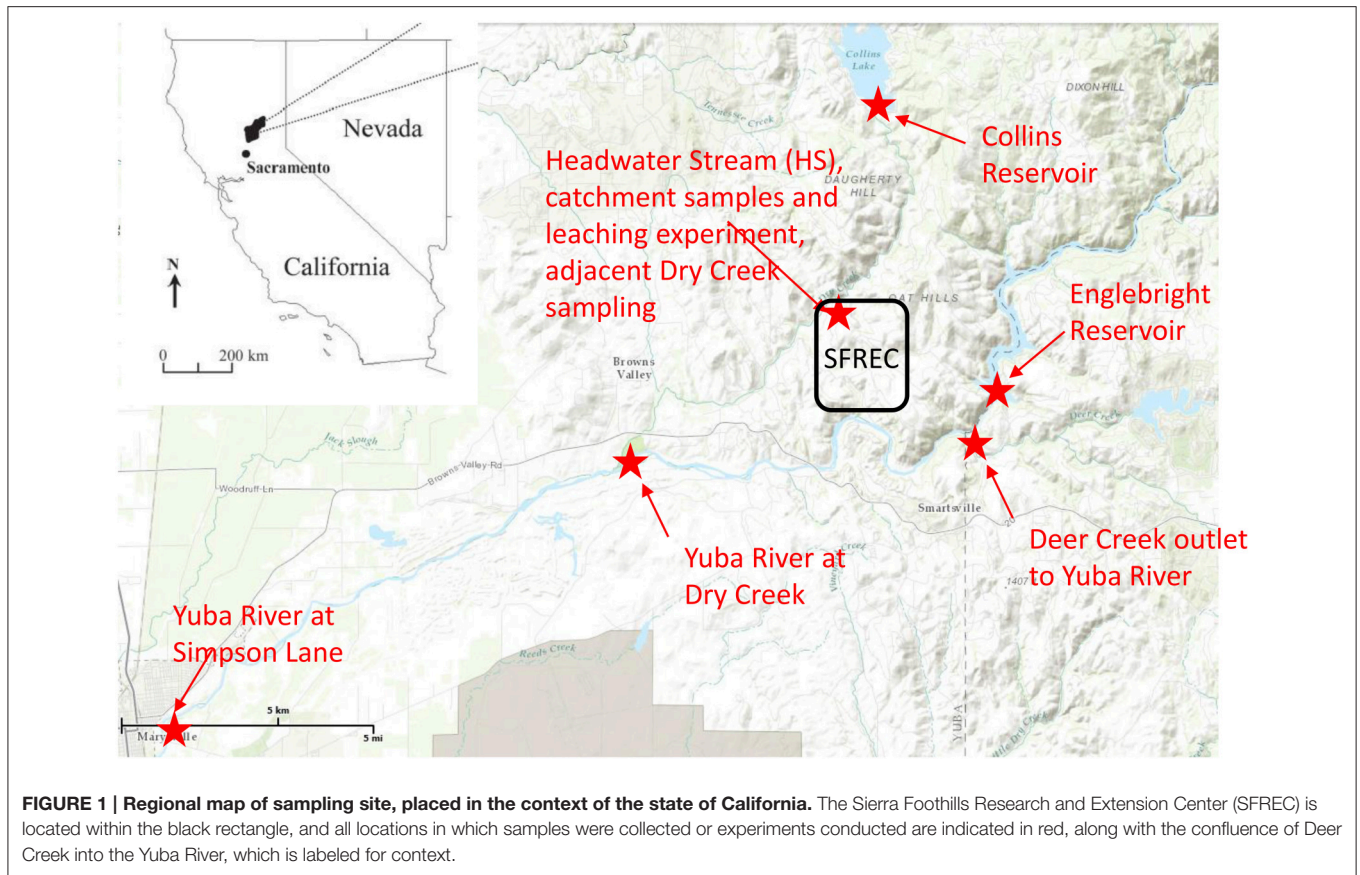 Nevada
Sacramento
N
California
0 200 km
Collins
Lake
DIXON HILL
Tennessee
Creek
Collins
Reservoir
Headwater Stream (HS),
catchment samples and
leaching experiment,
adjacent Dry Creek
sampling
DAUGHERTY
HILL
OAT HILLS
SFREC
Englebright
Reservoir
Browns
Valley
Deer Creek
Jack Slough
Browns-Valley-Rd
Woodruff-Ln
Smartsville
20
Yuba River at
Dry Creek
Deer Creek outlet
to Yuba River
1407
Yuba River at
Simpson Lane
Reeds Creek
5 km
5 mi
YUBA
FIGURE 1 | Regional map of sampling site, placed in the context of the state of California. The Sierra Foothills Research and Extension Center (SFREC) is
located within the black rectangle, and all locations in which samples were collected or experiments conducted are indicated in red, along with the confluence of Deer
Creek into the Yuba River, which is labeled for context.